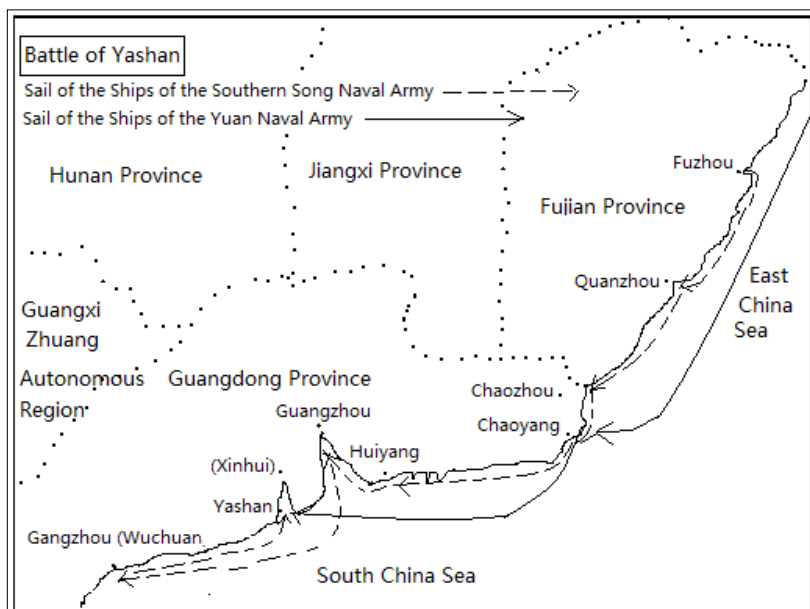 Battle of Yashan
Sail of the Ships of the Southern Song Naval Army
Sail of the Ships of the Yuan Naval Army
Hunan Province
Jiangxi Province
Fuzhou
Fujian Province
Quanzhou
East
China
Sea
Guangxi
Zhuang
Autonomous
Region
Guangdong Province
Chaozhou
Guangzhou
Chaoyang
Huiyang
(Xinhui)
Yashan
Gangzhou (Wuchuan
South China Sea